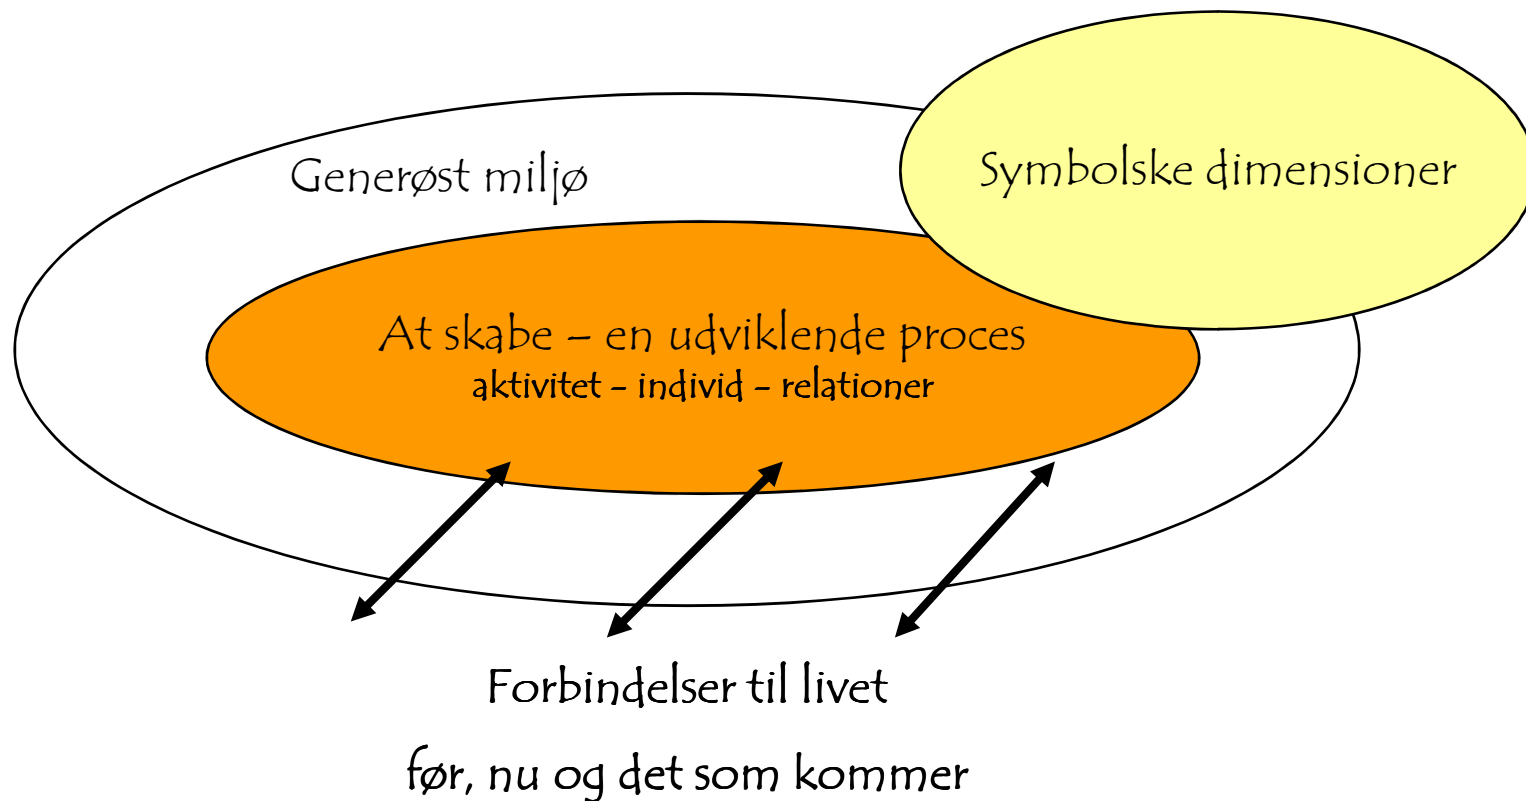 Generøst miljø
Symbolske dimensioner
At skabe – en udviklende proces
aktivitet - individ - relationer
Forbindelser til livet
før, nu og det som kommer